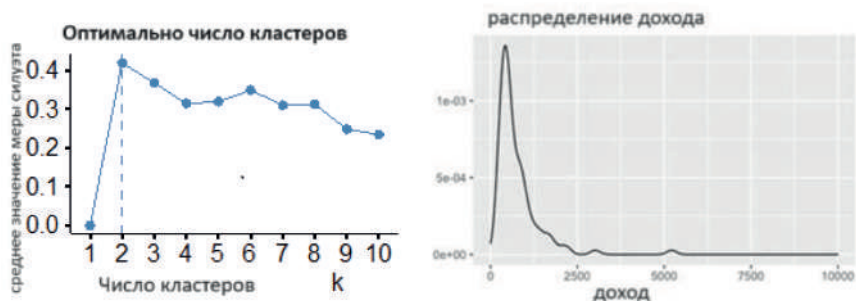 Оптимально число кластеров
среднее значение меры силуэта
0.4
0.3
0.2
0.1
0.0
1 2 3 4 5 6 7 8 9 10
Число кластеров k
распределение дохода
1e-03
5e-04
0e+00
0 2500 5000 7500 10000
доход